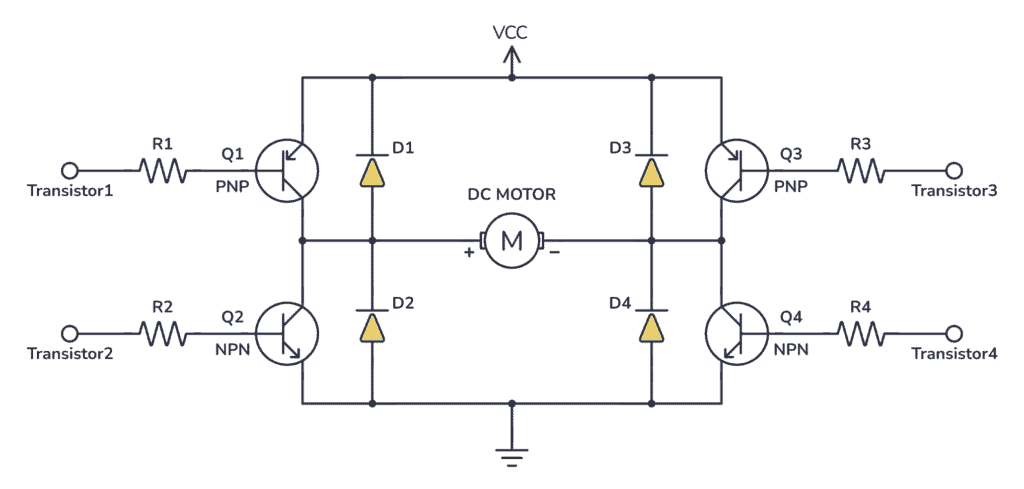 VCC
R1
Q1
D1
D3
Q3
R3
Transistor1
PNP
PNP
Transistor3
DC MOTOR
M
+
−
R2
Q2
D2
D4
Q4
R4
Transistor2
NPN
NPN
Transistor4